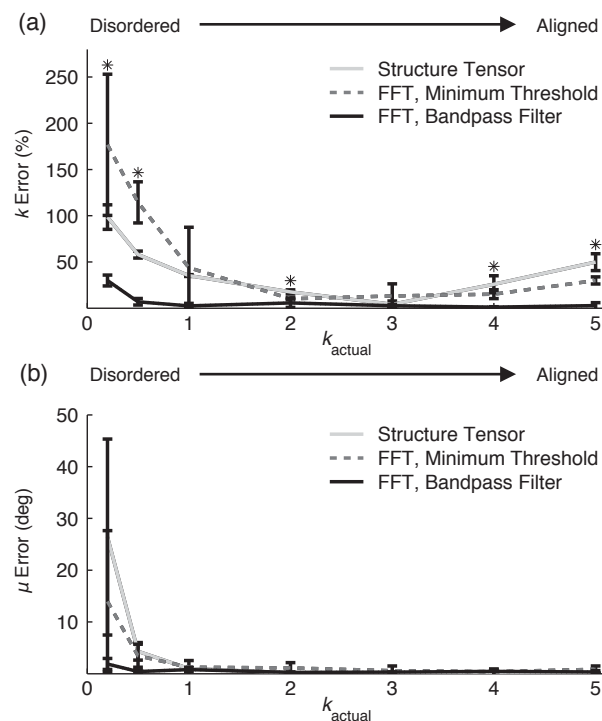 (a)
Disordered Aligned
Structure Tensor
FFT, Minimum Threshold
FFT, Bandpass Filter
k Error (%)
250
200
150
100
50
* * * * *
0 1 2 3 4 5
k actual
(b)
Disordered Aligned
Structure Tensor
FFT, Minimum Threshold
FFT, Bandpass Filter
μ Error (deg)
50
40
30
20
10
0 1 2 3 4 5
k actual